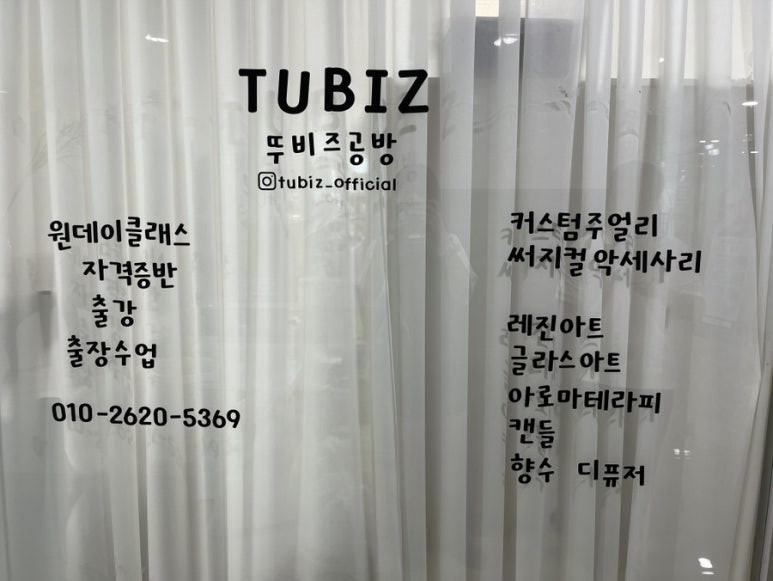 TUBIZ
뚜비즈공방
tubiz_official
원데이클래스
자격증반
출강
출장수업
010-2620-5369
커스텀주얼리
써지컬악세사리
레진아트
글라스아트
아로마테라피
캔들
향수 디퓨저